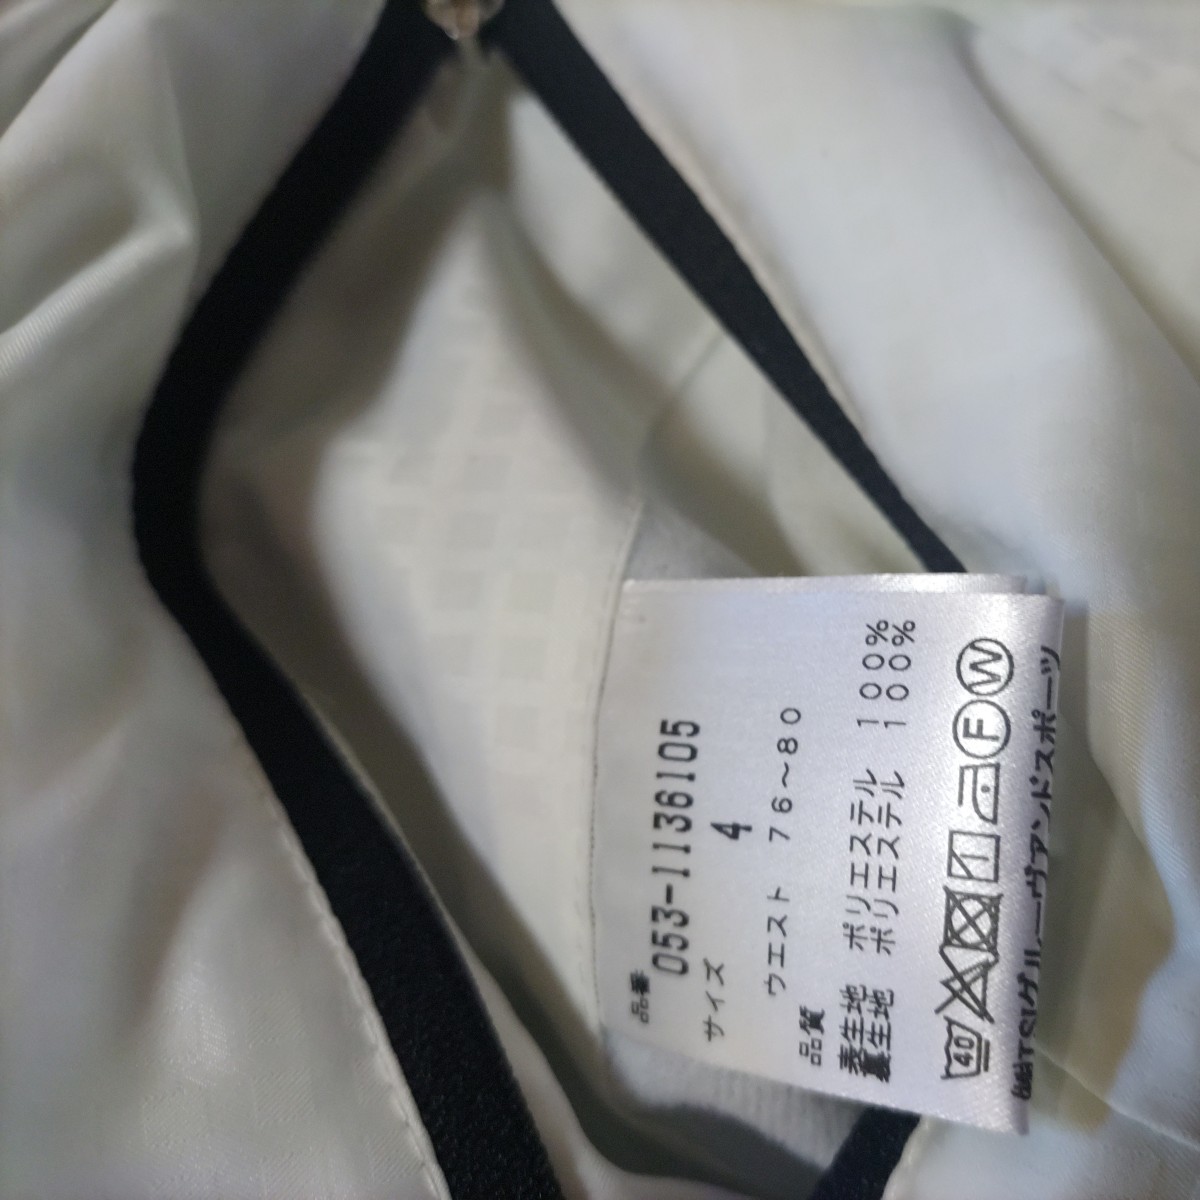 品番
053-1136105
サイズ
4
ウエスト 76～80
品質
表生地 ポリエステル 100%
裏生地 ポリエステル 100%
40 F W
㈱TSIグルーヴアンドスポーツ